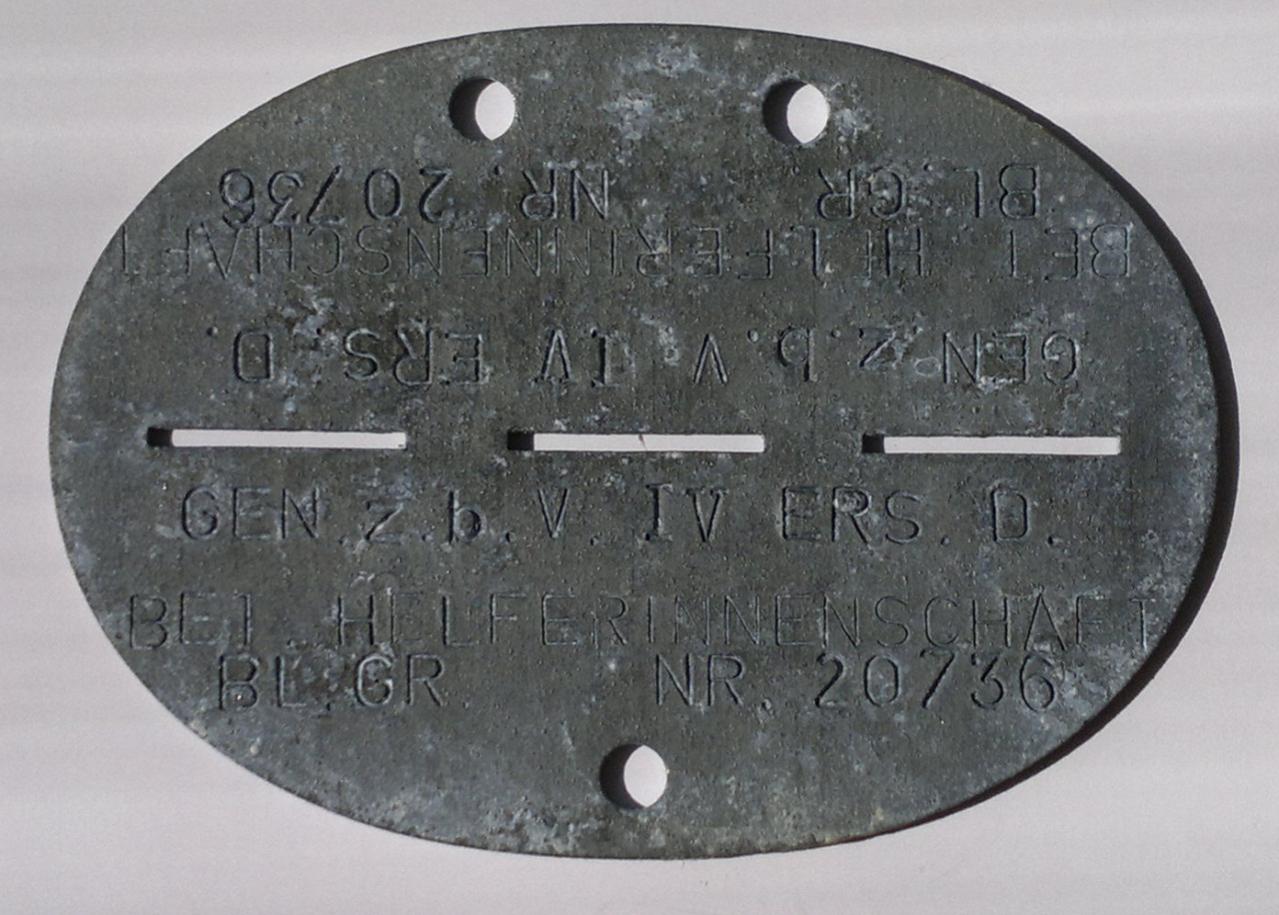 GEN.z.b.V. IV ERS. D.
BET. HELFERINNENSCHAFT
BL.GR. NR. 20736
GEN.z.b.V. IV ERS. D.
BET. HELFERINNENSCHAFT
BL.GR. NR. 20736